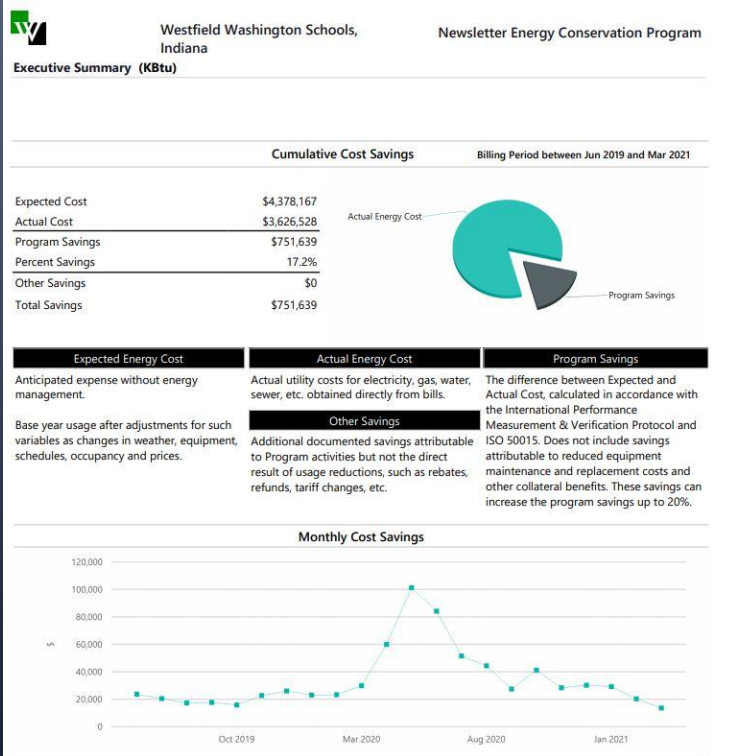 Westfield Washington Schools,
Indiana
Newsletter Energy Conservation Program
Executive Summary (KBtu)
Cumulative Cost Savings
Billing Period between Jun 2019 and Mar 2021
Expected Cost $4,378,167
Actual Cost $3,626,528
Program Savings $751,639
Percent Savings 17.2%
Other Savings $0
Total Savings $751,639
Actual Energy Cost
Program Savings
Expected Energy Cost
Anticipated expense without energy
management.
Base year usage after adjustments for such
variables as changes in weather, equipment,
schedules, occupancy and prices.
Actual Energy Cost
Actual utility costs for electricity, gas, water,
sewer, etc. obtained directly from bills.
Other Savings
Additional documented savings attributable
to Program activities but not the direct
result of usage reductions, such as rebates,
refunds, tariff changes, etc.
Program Savings
The difference between Expected and
Actual Cost, calculated in accordance with
the International Performance
Measurement & Verification Protocol and
ISO 50015. Does not include savings
attributable to reduced equipment
maintenance and replacement costs and
other collateral benefits. These savings can
increase the program savings up to 20%.
Monthly Cost Savings
120,000
100,000
80,000
60,000
40,000
20,000
0
$
Oct 2019
Mar 2020
Aug 2020
Jan 2021